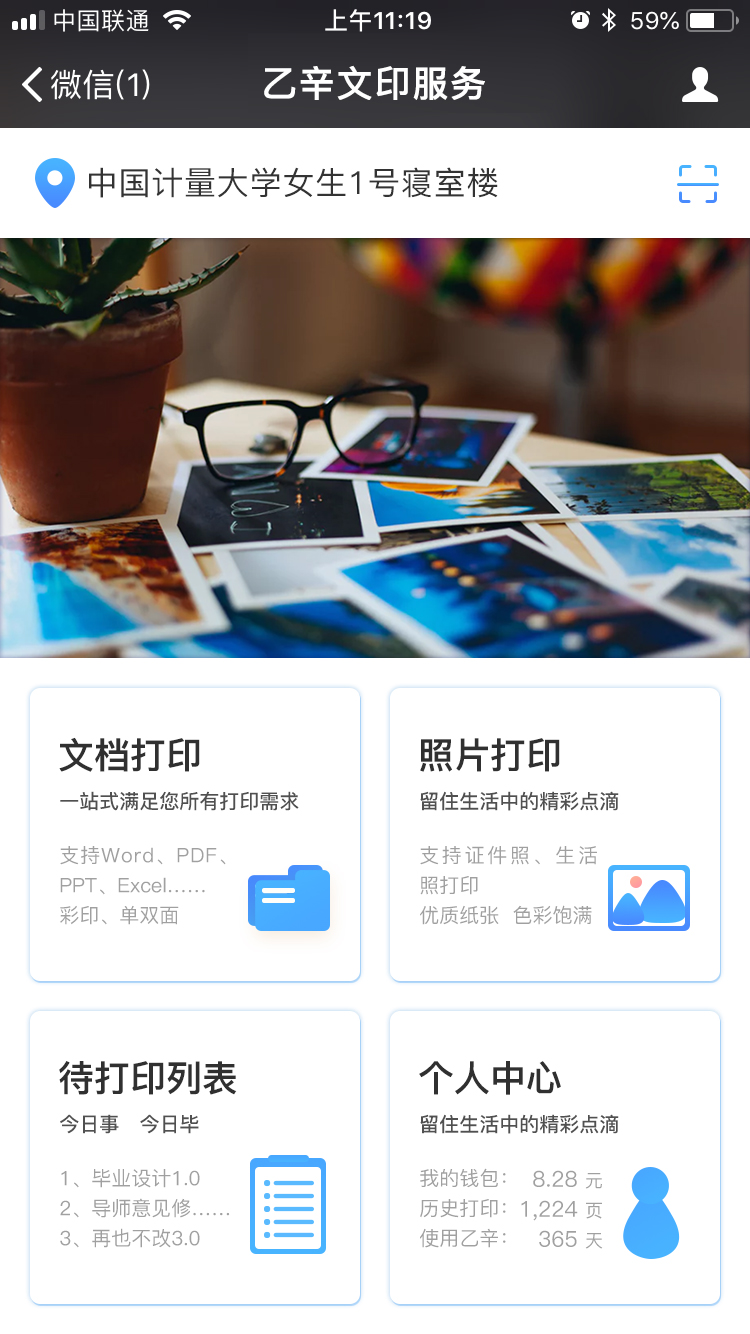 中国联通 上午11:19 59%
微信(1) 乙辛文印服务
中国计量大学女生1号寝室楼
文档打印
一站式满足您所有打印需求
支持Word、PDF、
PPT、Excel……
彩印、单双面
照片打印
留住生活中的精彩点滴
支持证件照、生活
照打印
优质纸张 色彩饱满
待打印列表
今日事 今日毕
1、毕业设计1.0
2、导师意见修……
3、再也不改3.0
个人中心
留住生活中的精彩点滴
我的钱包： 8.28 元
历史打印：1,224 页
使用乙辛： 365 天